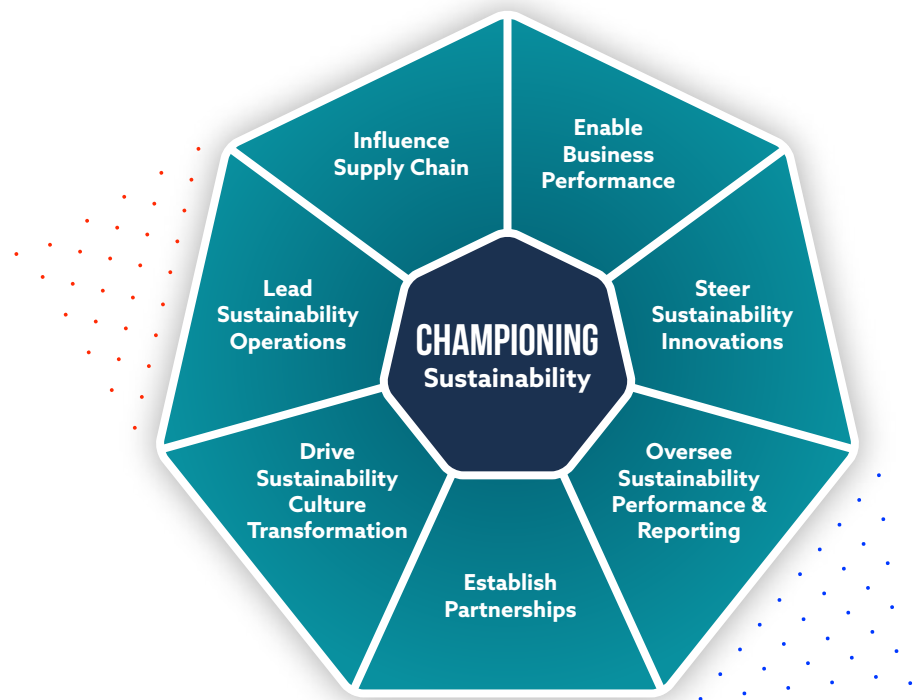 Influence
Supply Chain
Enable
Business
Performance
Lead
Sustainability
Operations
CHAMPIONING
Sustainability
Steer
Sustainability
Innovations
Drive
Sustainability
Culture
Transformation
Oversee
Sustainability
Performance &
Reporting
Establish
Partnerships